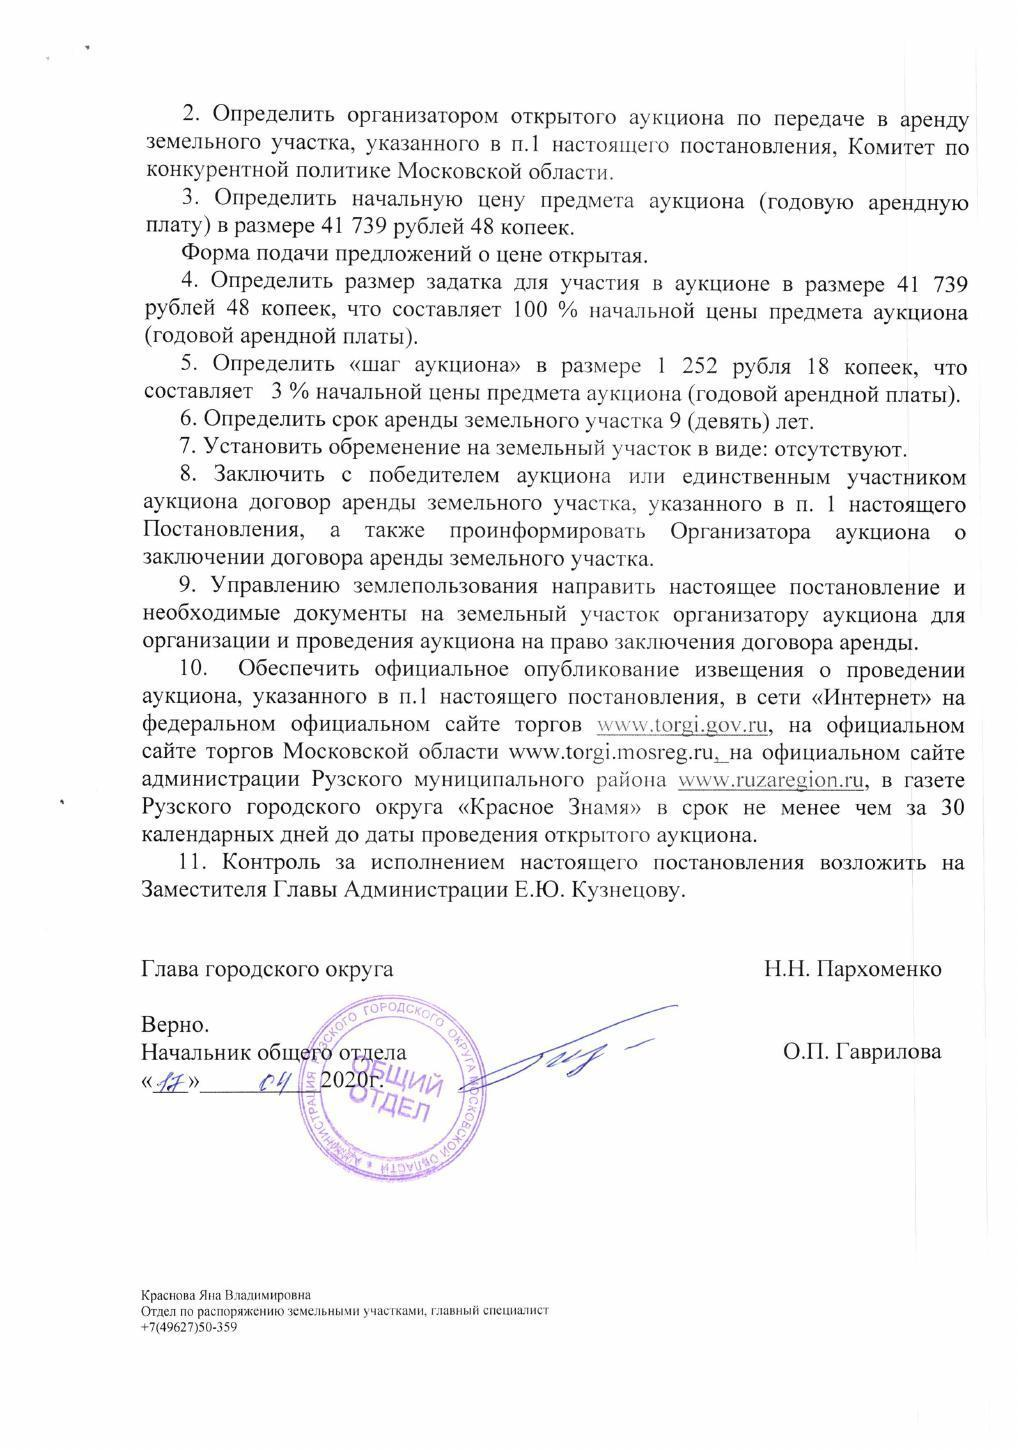 2. Определить организатором открытого аукциона по передаче в аренду
земельного участка, указанного в п.1 настоящего постановления, Комитет по
конкурентной политике Московской области.
3. Определить начальную цену предмета аукциона (годовую арендную
плату) в размере 41 739 рублей 48 копеек.
Форма подачи предложений о цене открытая.
4. Определить размер задатка для участия в аукционе в размере 41 739
рублей 48 копеек, что составляет 100 % начальной цены предмета аукциона
(годовой арендной платы).
5. Определить «шаг аукциона» в размере 1 252 рубля 18 копеек, что
составляет 3 % начальной цены предмета аукциона (годовой арендной платы).
6. Определить срок аренды земельного участка 9 (девять) лет.
7. Установить обременение на земельный участок в виде: отсутствуют.
8. Заключить с победителем аукциона или единственным участником
аукциона договор аренды земельного участка, указанного в п. 1 настоящего
Постановления, а также проинформировать Организатора аукциона о
заключении договора аренды земельного участка.
9. Управлению землепользования направить настоящее постановление и
необходимые документы на земельный участок организатору аукциона для
организации и проведения аукциона на право заключения договора аренды.
10. Обеспечить официальное опубликование извещения о проведении
аукциона, указанного в п.1 настоящего постановления, в сети «Интернет» на
федеральном официальном сайте торгов www.torgi.gov.ru, на официальном
сайте торгов Московской области www.torgi.mosreg.ru, на официальном сайте
администрации Рузского муниципального района www.ruzaregion.ru, в газете
Рузского городского округа «Красное Знамя» в срок не менее чем за 30
календарных дней до даты проведения открытого аукциона.
11. Контроль за исполнением настоящего постановления возложить на
Заместителя Главы Администрации Е.Ю. Кузнецову.
Глава городского округа Н.Н. Пархоменко
Верно.
Начальник общего отдела О.П. Гаврилова
«17» 04 2020г.
АДМИНИСТРАЦИЯ РУЗСКОГО ГОРОДСКОГО ОКРУГА МОСКОВСКОЙ ОБЛАСТИ
ОБЩИЙ
ОТДЕЛ
Краснова Яна Владимировна
Отдел по распоряжению земельными участками, главный специалист
+7(49627)50-359